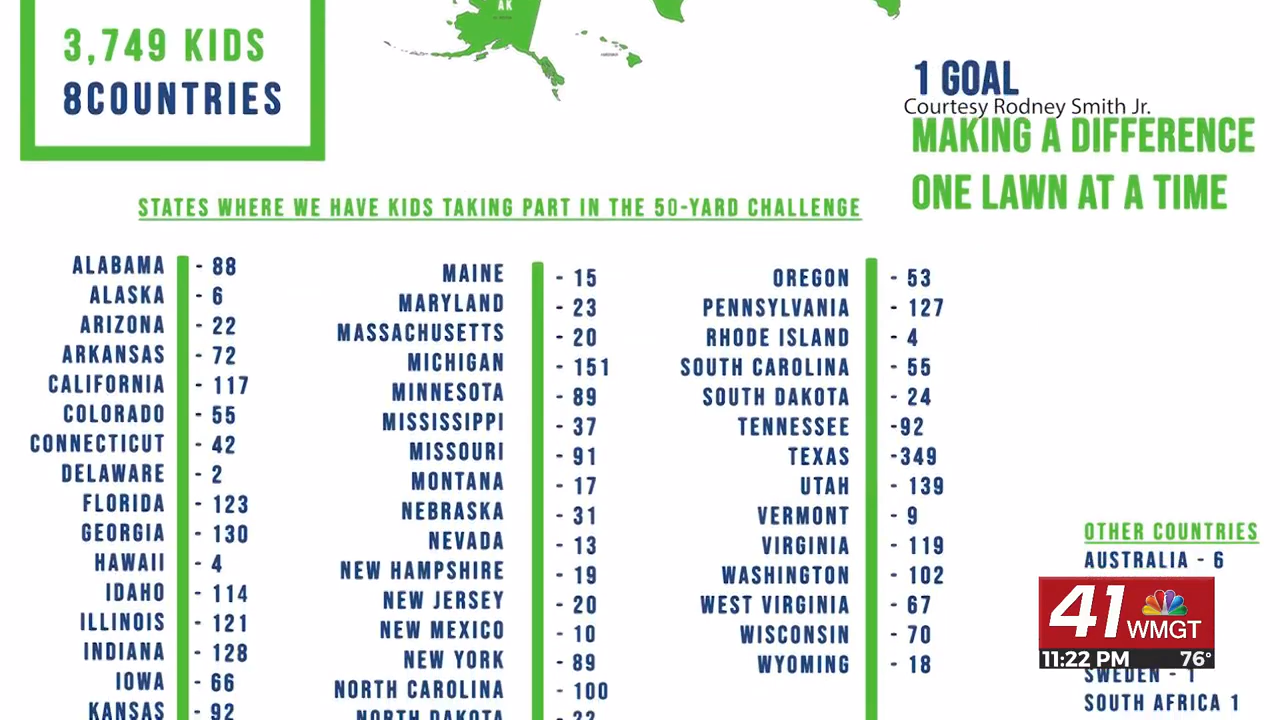 AK
3,749 KIDS
8COUNTRIES
1 GOAL
Courtesy Rodney Smith Jr.
MAKING A DIFFERENCE
ONE LAWN AT A TIME
STATES WHERE WE HAVE KIDS TAKING PART IN THE 50-YARD CHALLENGE
ALABAMA - 88
ALASKA - 6
ARIZONA - 22
ARKANSAS - 72
CALIFORNIA - 117
COLORADO - 55
CONNECTICUT - 42
DELAWARE - 2
FLORIDA - 123
GEORGIA - 130
HAWAII - 4
IDAHO - 114
ILLINOIS - 121
INDIANA - 128
IOWA - 66
KANSAS - 92
MAINE - 15
MARYLAND - 23
MASSACHUSETTS - 20
MICHIGAN - 151
MINNESOTA - 89
MISSISSIPPI - 37
MISSOURI - 91
MONTANA - 17
NEBRASKA - 31
NEVADA - 13
NEW HAMPSHIRE - 19
NEW JERSEY - 20
NEW MEXICO - 10
NEW YORK - 89
NORTH CAROLINA - 100
NORTH DAKOTA - 22
OREGON - 53
PENNSYLVANIA - 127
RHODE ISLAND - 4
SOUTH CAROLINA - 55
SOUTH DAKOTA - 24
TENNESSEE -92
TEXAS -349
UTAH - 139
VERMONT - 9
VIRGINIA - 119
WASHINGTON - 102
WEST VIRGINIA - 67
WISCONSIN - 70
WYOMING - 18
OTHER COUNTRIES
AUSTRALIA - 6
41 WMGT
11:22 PM 76°
SWEDEN - 1
SOUTH AFRICA 1